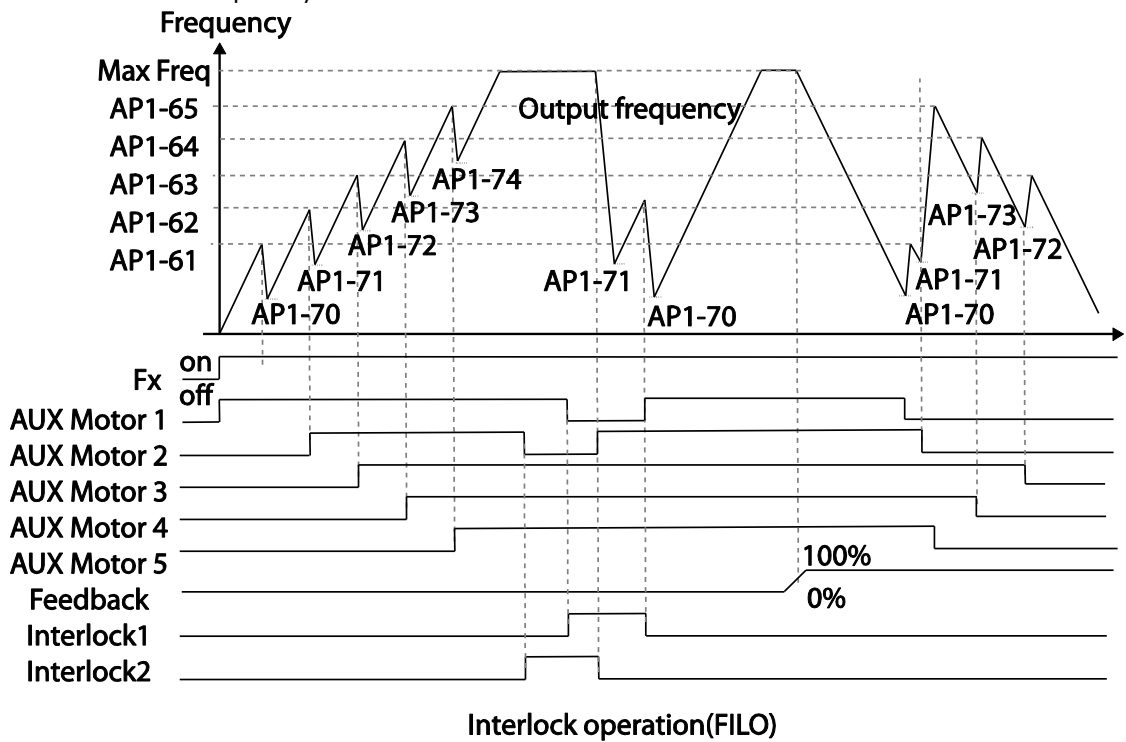 Frequency
Max Freq
AP1-65
AP1-64
AP1-63
AP1-62
AP1-61
Output frequency
AP1-74
AP1-73
AP1-72
AP1-71
AP1-70
AP1-71
AP1-70
AP1-73
AP1-72
AP1-71
AP1-70
on
Fx
off
AUX Motor 1
AUX Motor 2
AUX Motor 3
AUX Motor 4
AUX Motor 5
100%
Feedback
0%
Interlock1
Interlock2
Interlock operation(FILO)